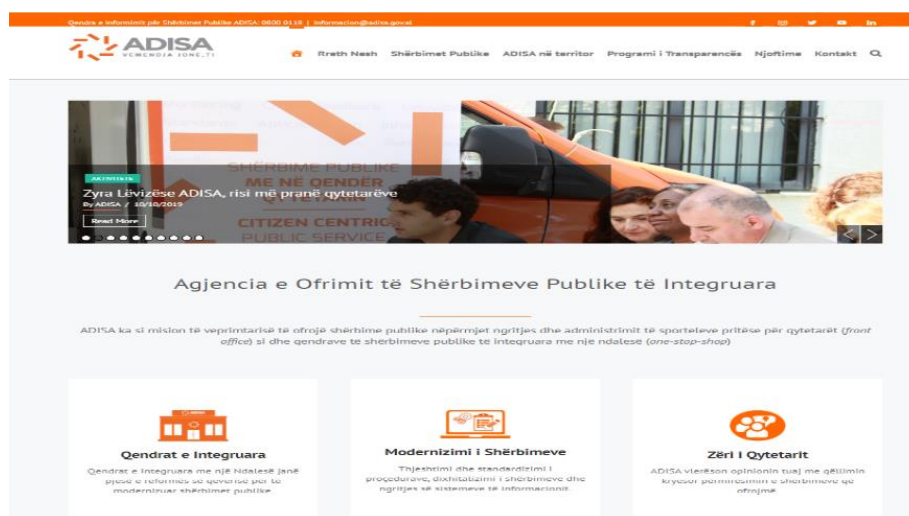 Qendra e Informimit për Shërbimet Publike ADISA: 0800 0118 | informacion@adisa.gov.al
ADISA
VËMENDJA JONË, TI
Rreth Nesh Shërbimet Publike ADISA në territor Programi i Transparencës Njoftime Kontakt
SHËRBIME PUBLIKE
ME NË QENDËR
QYTETARIN
CITIZEN CENTRIC
PUBLIC SERVICE
AKTIVITETE
Zyra Lëvizëse ADISA, risi më pranë qytetarëve
By ADISA / 10/10/2019
Read More
Agjencia e Ofrimit të Shërbimeve Publike të Integruara
ADISA ka si mision të veprimtarisë të ofrojë shërbime publike nëpërmjet ngritjes dhe administrimit të sporteleve pritëse për qytetarët (front
office) si dhe qendrave të shërbimeve publike të integruara me një ndalesë (one-stop-shop)
ADISA
Qendrat e Integruara
Qendrat e Integruara me një Ndalesë janë
pjesë e reformës së qeverisë për të
modernizuar shërbimet publike.
Modernizimi i Shërbimeve
Thjeshtimi dhe standardizimi i
procedurave, dixhitalizimi i shërbimeve dhe
ngritjes së sistemeve të informacionit.
Zëri i Qytetarit
ADISA vlerëson opinionin tuaj me qëllimin
kryesor përmirësimin e shërbimeve që
ofrojmë.